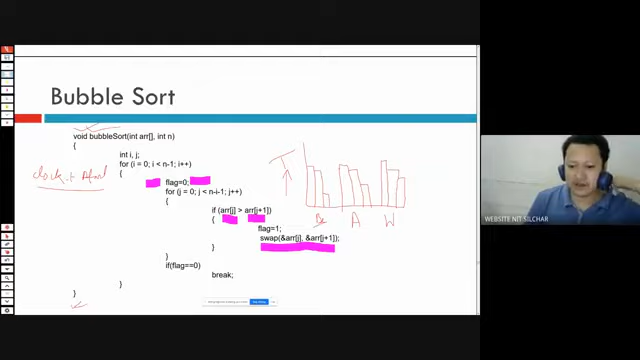 Bubble Sort
void bubbleSort(int arr[], int n)
{
int i, j;
for (i = 0; i < n-1; i++)
{
flag=0;
for (j = 0; j < n-i-1; j++)
{
if (arr[j] > arr[j+1])
{
flag=1;
swap(&arr[j], &arr[j+1]);
}
}
if(flag==0)
break;
}
}
clock_t
T
B
A
W
WEBSITE NIT SILCHAR